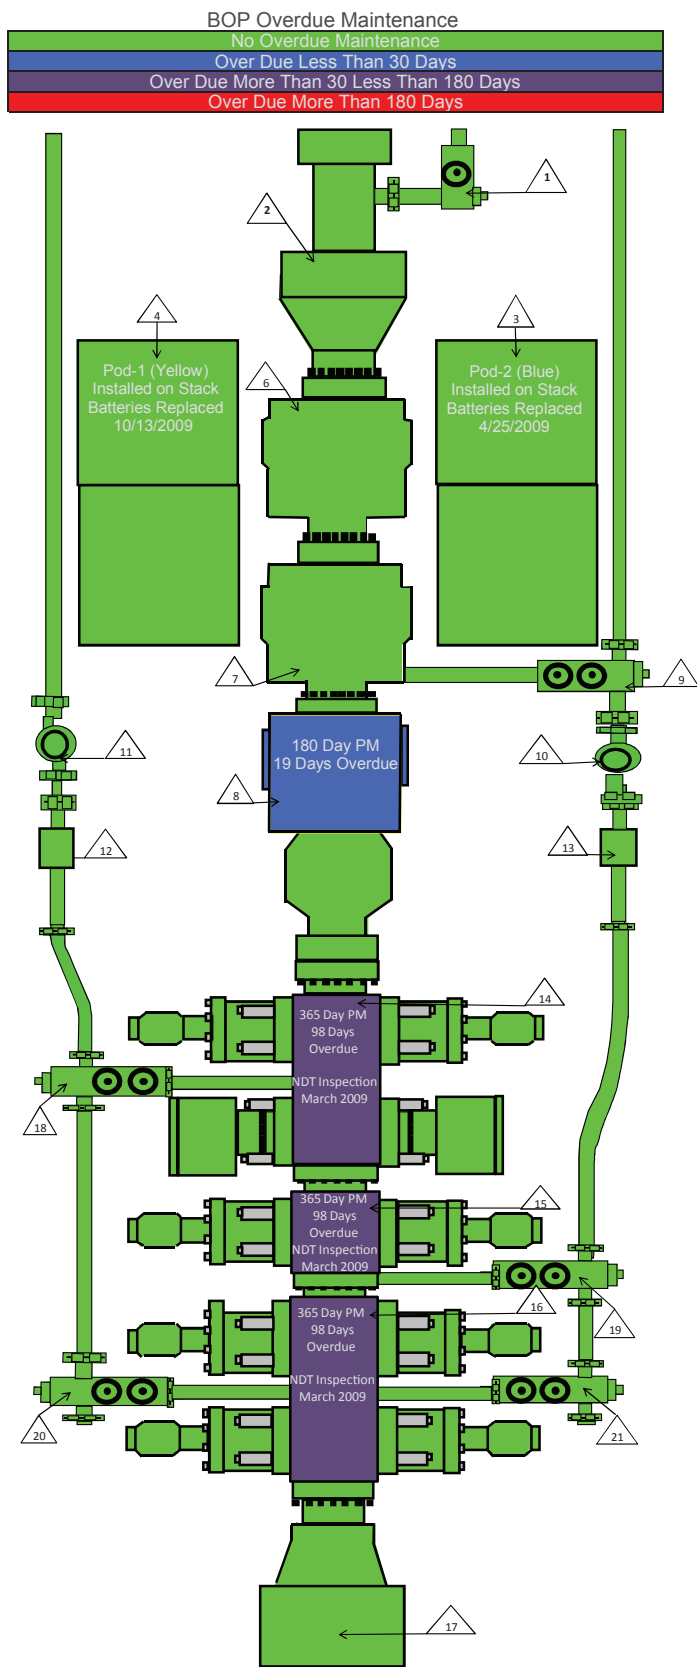 BOP Overdue Maintenance
No Overdue Maintenance
Over Due Less Than 30 Days
Over Due More Than 30 Less Than 180 Days
Over Due More Than 180 Days
1
2
4
3
Pod-1 (Yellow)
Installed on Stack
Batteries Replaced
10/13/2009
Pod-2 (Blue)
Installed on Stack
Batteries Replaced
4/25/2009
6
7
9
11
10
180 Day PM
19 Days Overdue
8
12
13
14
365 Day PM
98 Days
Overdue
NDT Inspection
March 2009
18
15
365 Day PM
98 Days
Overdue
NDT Inspection
March 2009
16
19
365 Day PM
98 Days
Overdue
NDT Inspection
March 2009
20
21
17